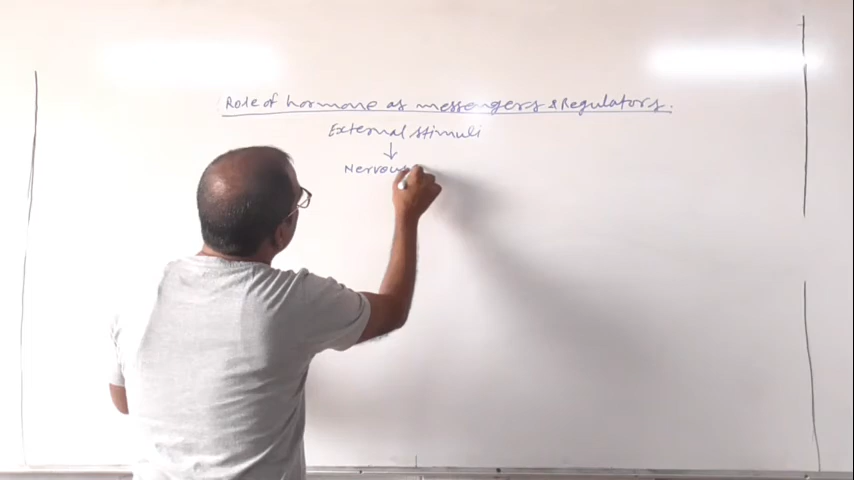 Role of hormone as messengers & Regulators.
External stimuli
↓
Nervous